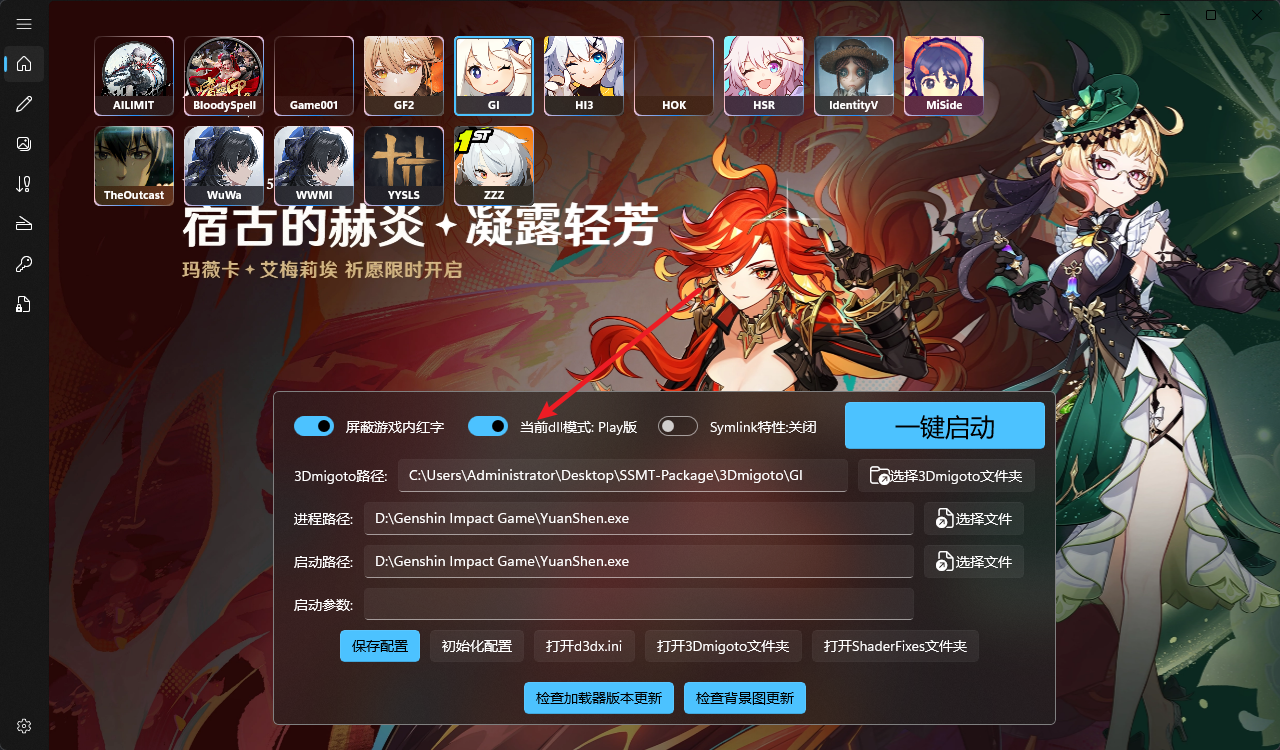 AILIMIT
BloodySpell
Game001
GF2
GI
HI3
HOK
HSR
IdentityV
MiSide
1ST
TheOutcast
WuWa
5
WWMI
YYSLS
ZZZ
宿古的赫炎✦凝露轻芳
玛薇卡✦艾梅莉埃 祈愿限时开启
屏蔽游戏内红字
当前dll模式: Play版
Symlink特性:关闭
一键启动
3Dmigoto路径:
C:\Users\Administrator\Desktop\SSMT-Package\3Dmigoto\GI
选择3Dmigoto文件夹
进程路径:
D:\Genshin Impact Game\YuanShen.exe
选择文件
启动路径:
D:\Genshin Impact Game\YuanShen.exe
选择文件
启动参数:
保存配置
初始化配置
打开d3dx.ini
打开3Dmigoto文件夹
打开ShaderFixes文件夹
检查加载器版本更新
检查背景图更新